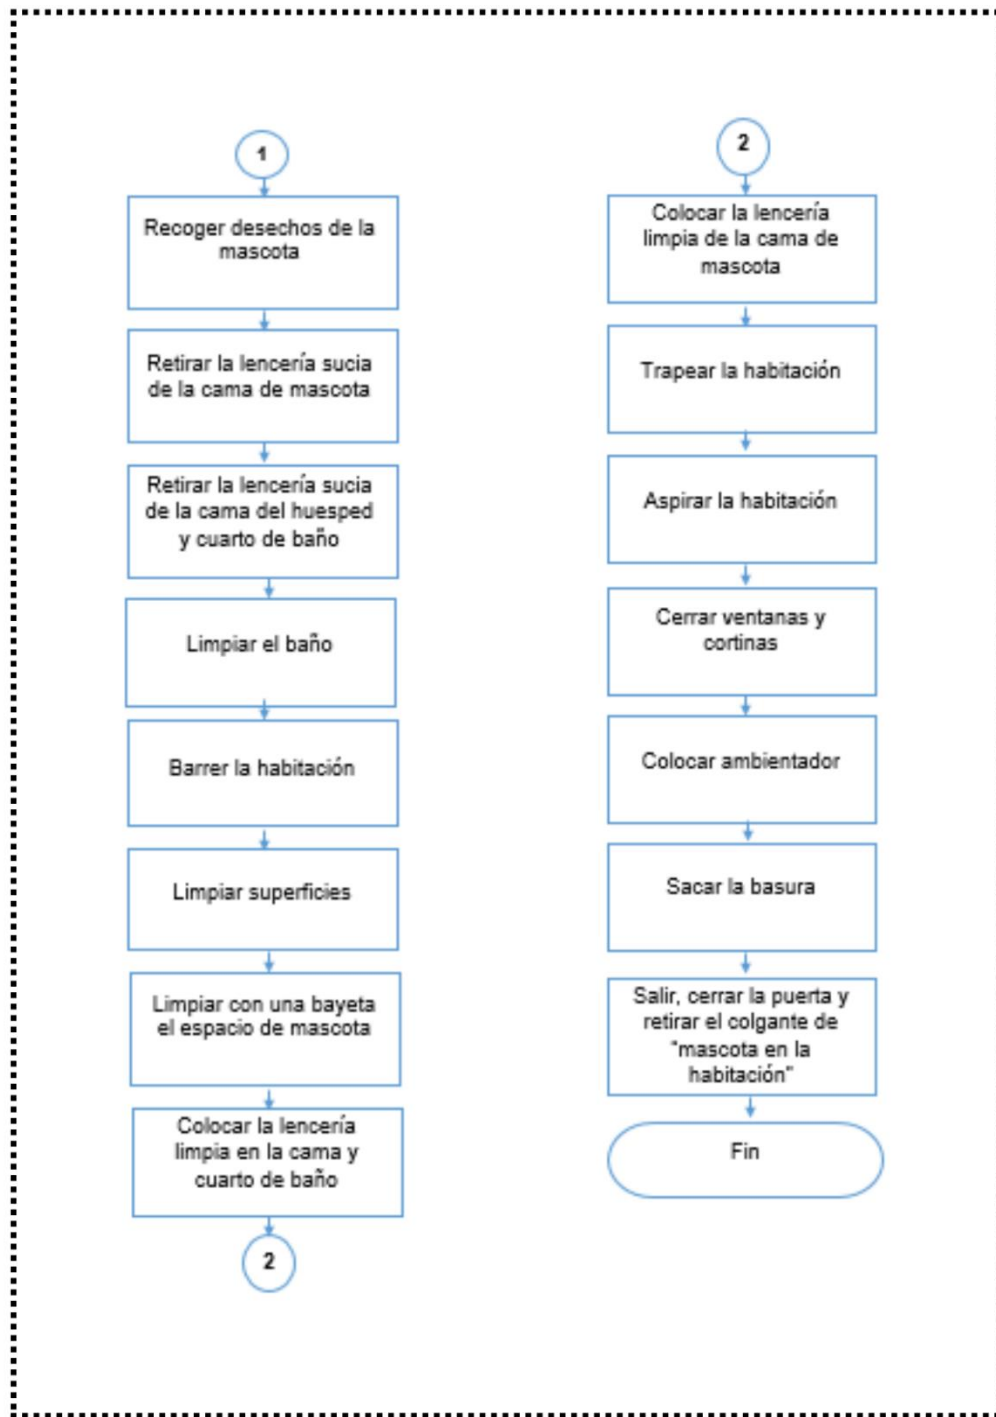 1
Recoger desechos de la
mascota
Retirar la lencería sucia
de la cama de mascota
Retirar la lencería sucia
de la cama del huesped
y cuarto de baño
Limpiar el baño
Barrer la habitación
Limpiar superficies
Limpiar con una bayeta
el espacio de mascota
Colocar la lencería
limpia en la cama y
cuarto de baño
2
2
Colocar la lencería
limpia de la cama de
mascota
Trapear la habitación
Aspirar la habitación
Cerrar ventanas y
cortinas
Colocar ambientador
Sacar la basura
Salir, cerrar la puerta y
retirar el colgante de
"mascota en la
habitación"
Fin